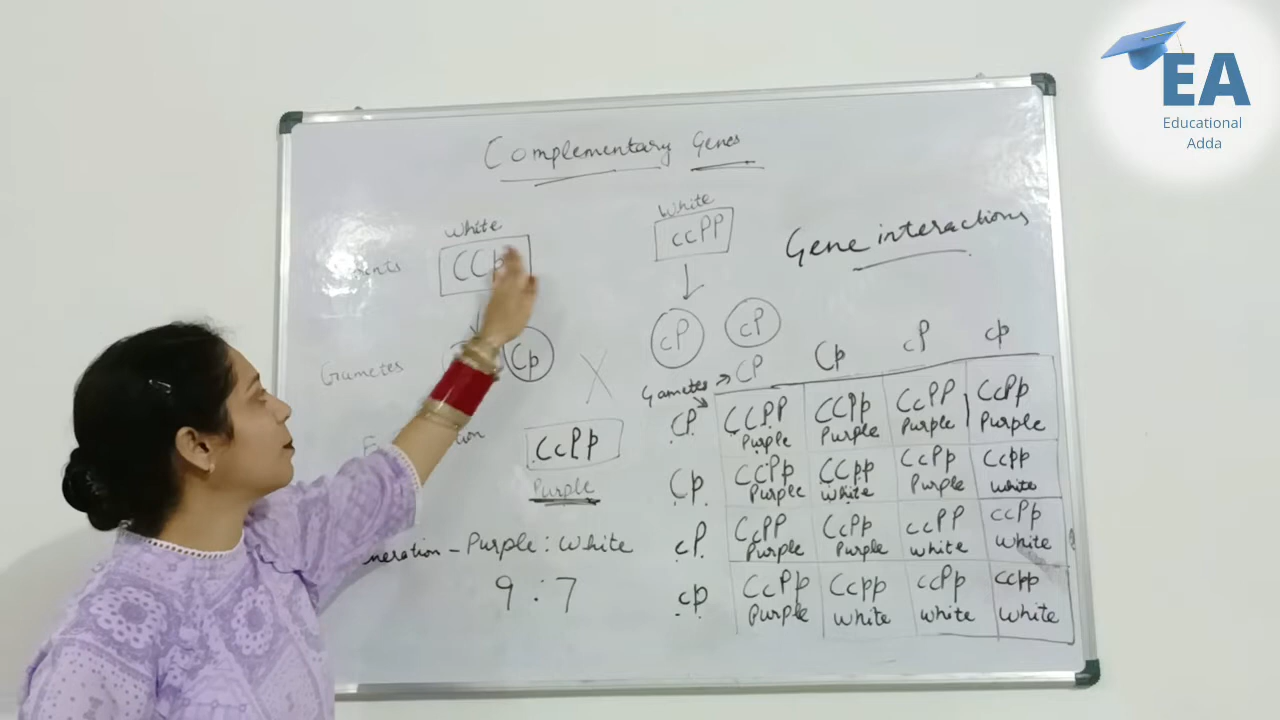 EA
Educational
Adda
Complementary Genes
White
CCp
White
ccPP
Gene interactions
Gametes
Cp
cP
cP
X
CcPp
Purple
Purple : White
9 : 7
Gametes →
CP Cp cP cp
CP CCPP CCPp CcPP CcPp
Purple Purple Purple Purple
Cp CCPp CCpp CcPp Ccpp
Purple White Purple White
cP CcPP CcPp ccPP ccPp
Purple Purple White White
cp CcPp Ccpp ccPp ccpp
Purple White White White